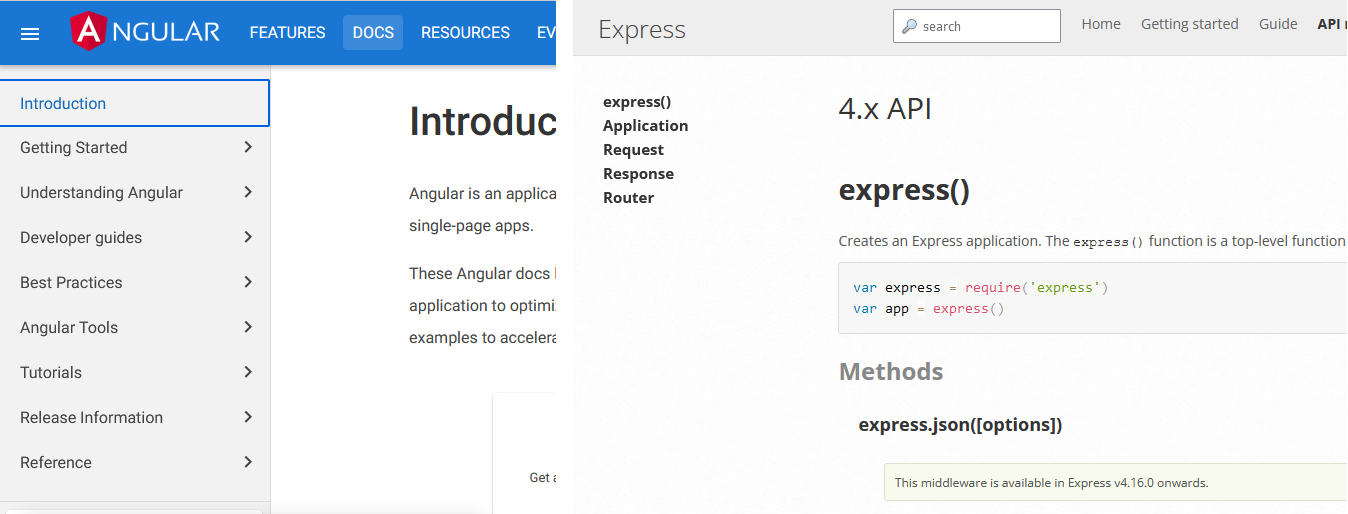 ANGULAR FEATURES DOCS RESOURCES EV
Introduction
Getting Started
Understanding Angular
Developer guides
Best Practices
Angular Tools
Tutorials
Release Information
Reference
Introduc
Angular is an applica
single-page apps.
These Angular docs
application to optimi
examples to accelera
Get a
Express search Home Getting started Guide API
express()
Application
Request
Response
Router
4.x API
express()
Creates an Express application. The express() function is a top-level function
var express = require('express')
var app = express()
Methods
express.json([options])
This middleware is available in Express v4.16.0 onwards.